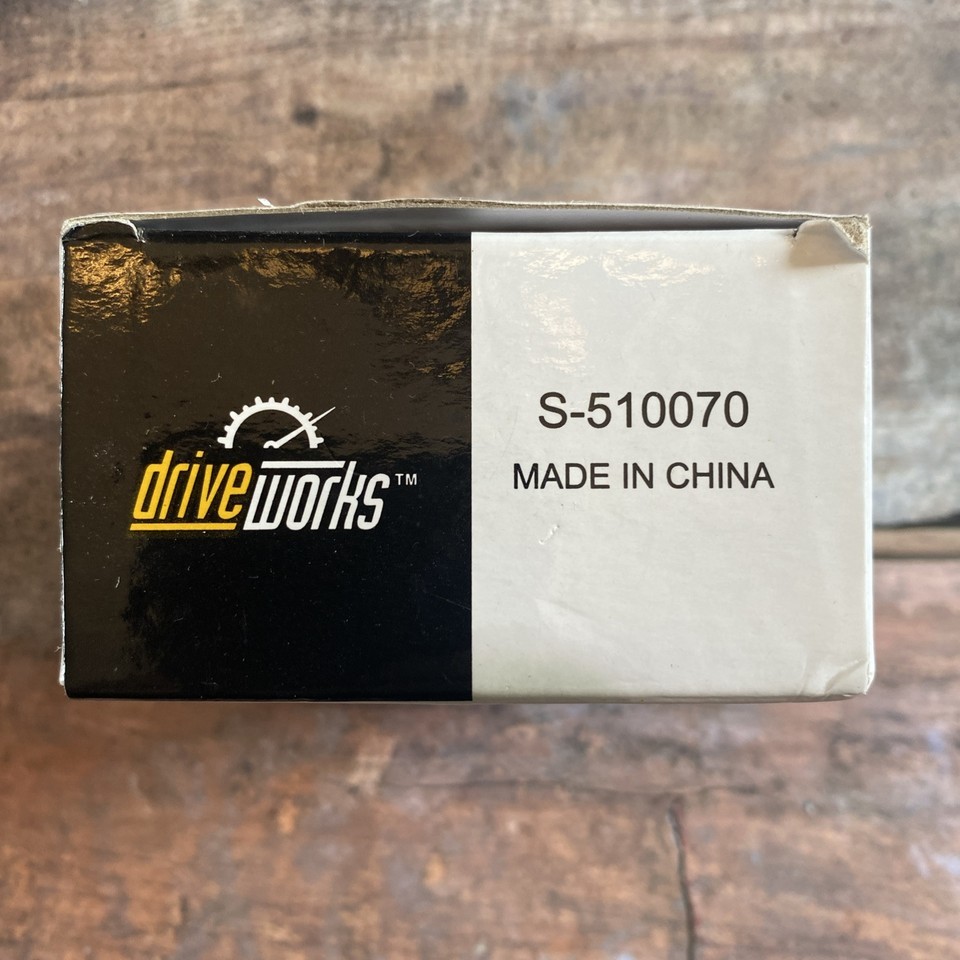 driveworks™
S-510070
MADE IN CHINA